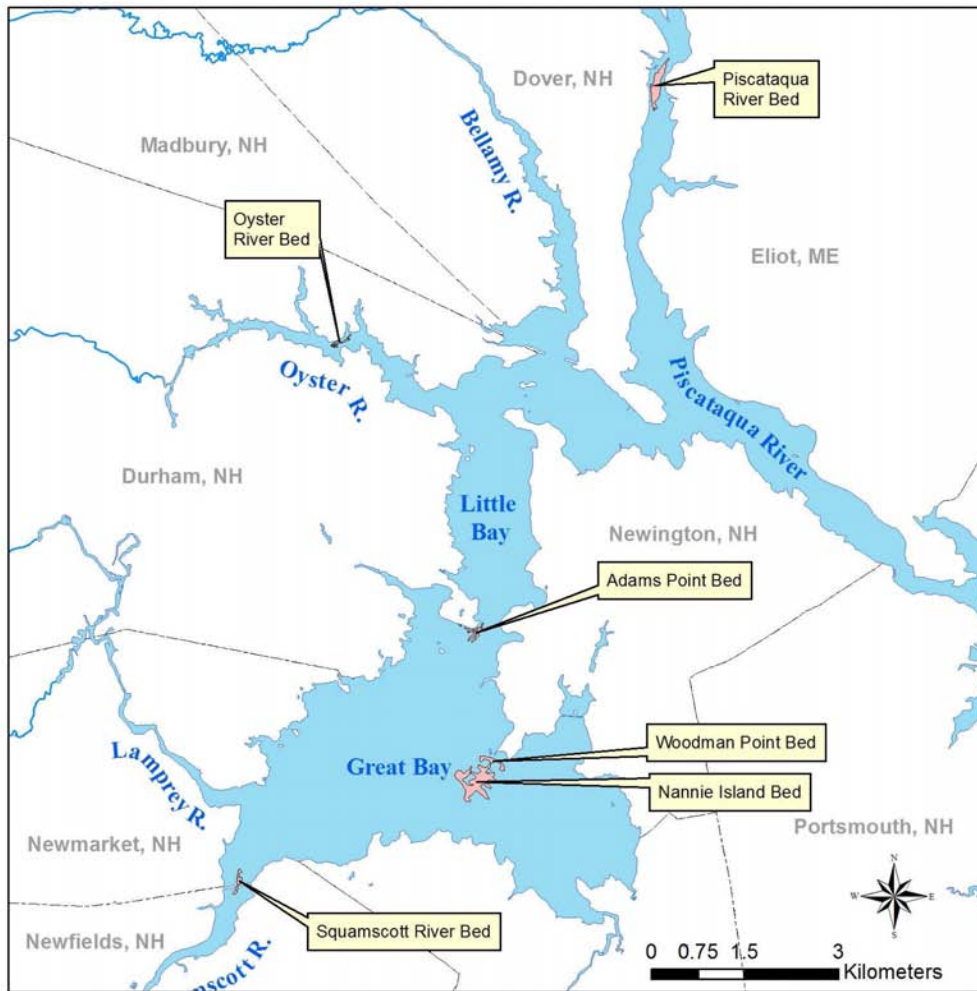 Dover, NH
Piscataqua
River Bed
Bellamy R.
Madbury, NH
Oyster
River Bed
Eliot, ME
Oyster R.
Piscataqua River
Durham, NH
Little
Bay
Newington, NH
Adams Point Bed
Lamprey R.
Great Bay
Woodman Point Bed
Nannie Island Bed
Newmarket, NH
Portsmouth, NH
Squamscott River Bed
Newfields, NH
nscott R.
N
W
E
S
0 0.75 1.5 3
Kilometers